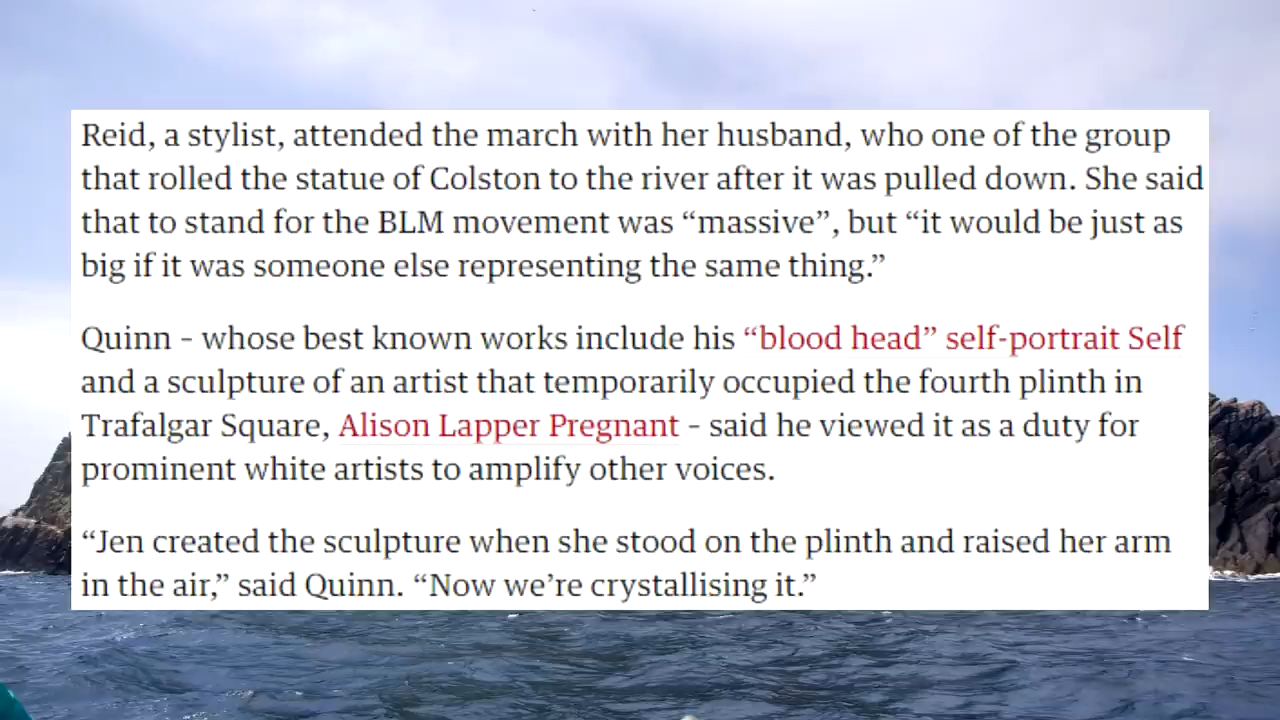 Reid, a stylist, attended the march with her husband, who one of the group
that rolled the statue of Colston to the river after it was pulled down. She said
that to stand for the BLM movement was “massive”, but “it would be just as
big if it was someone else representing the same thing.”
Quinn – whose best known works include his “blood head” self-portrait Self
and a sculpture of an artist that temporarily occupied the fourth plinth in
Trafalgar Square, Alison Lapper Pregnant – said he viewed it as a duty for
prominent white artists to amplify other voices.
“Jen created the sculpture when she stood on the plinth and raised her arm
in the air,” said Quinn. “Now we’re crystallising it.”